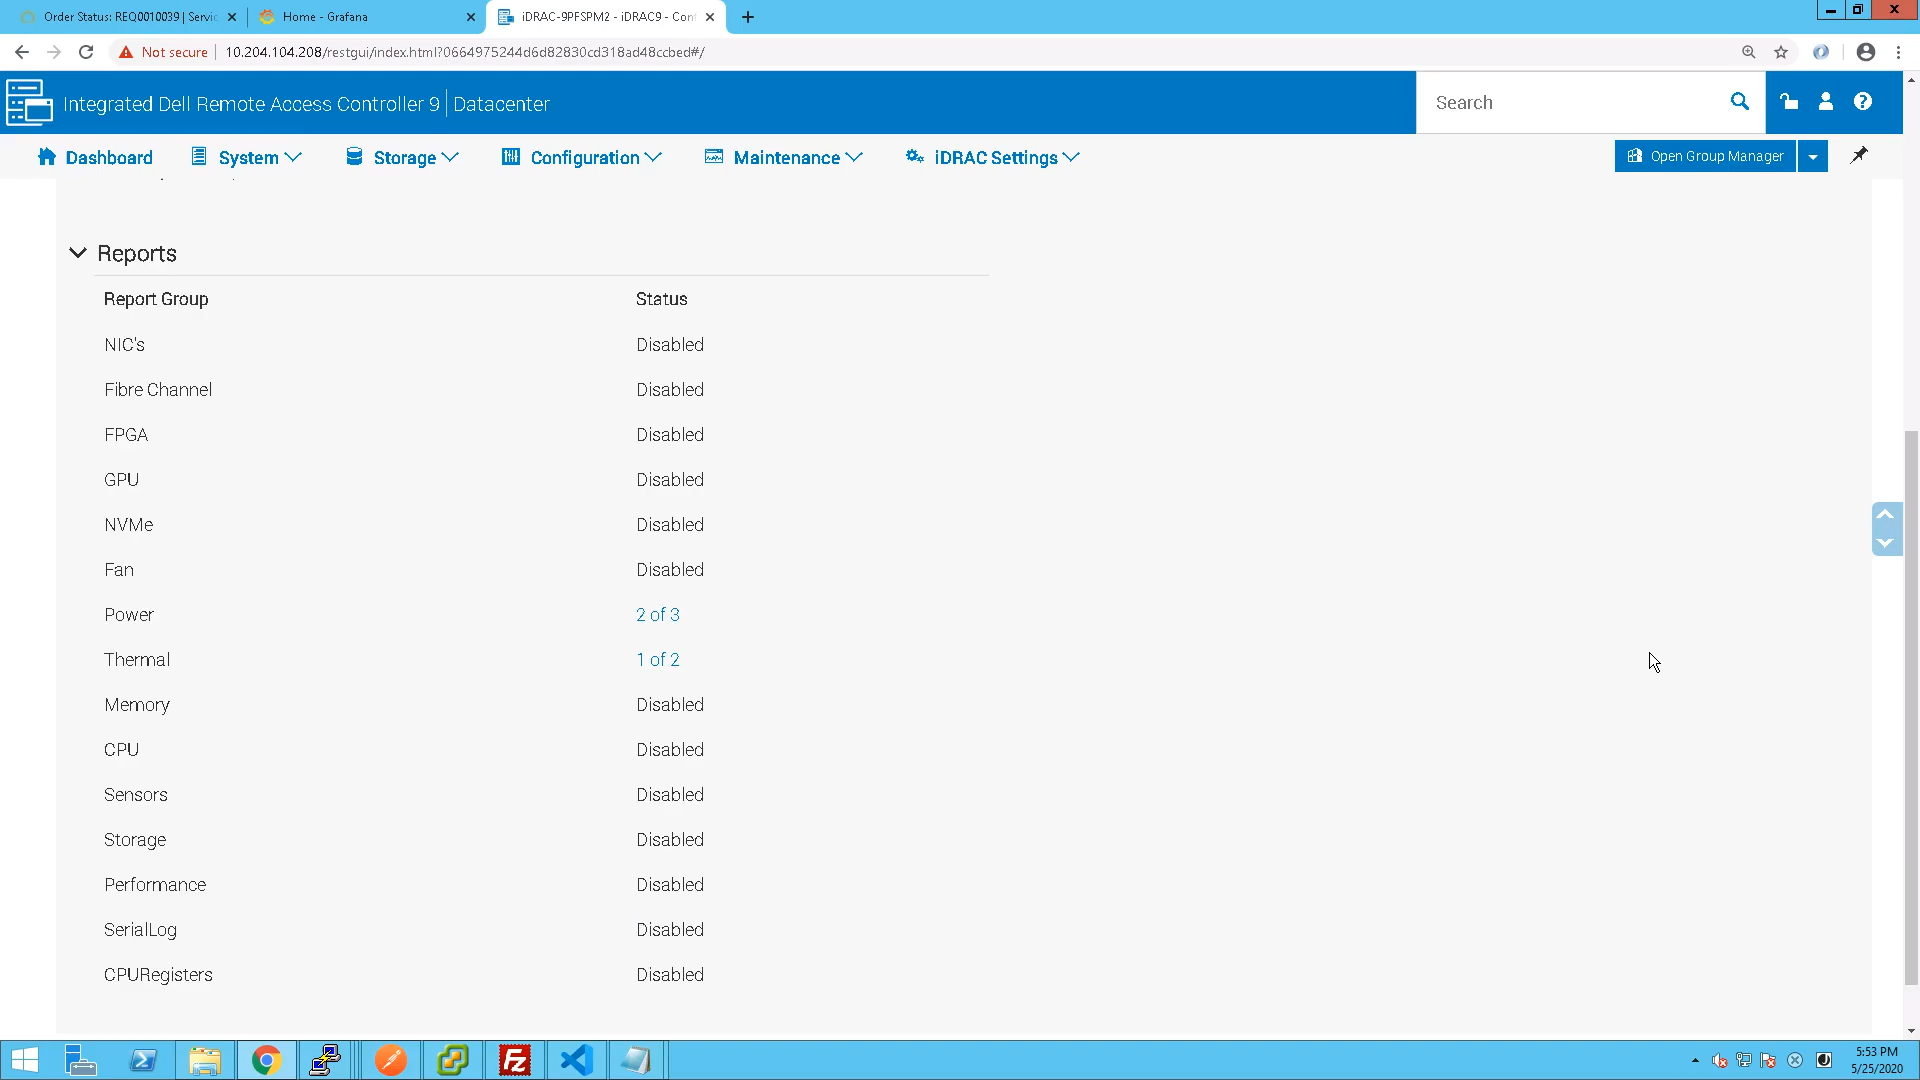 Order Status: REQ0010039 | Servic
Home - Grafana
iDRAC-9PFSPM2 - iDRAC9 - Con
Not secure
10.204.104.208/restgui/index.html?0664975244d6d82830cd318ad48ccbed#/
Integrated Dell Remote Access Controller 9 | Datacenter
Search
Dashboard
System
Storage
Configuration
Maintenance
iDRAC Settings
Open Group Manager
Reports
Report Group Status
NIC's Disabled
Fibre Channel Disabled
FPGA Disabled
GPU Disabled
NVMe Disabled
Fan Disabled
Power 2 of 3
Thermal 1 of 2
Memory Disabled
CPU Disabled
Sensors Disabled
Storage Disabled
Performance Disabled
SerialLog Disabled
CPURegisters Disabled
5:53 PM
5/25/2020